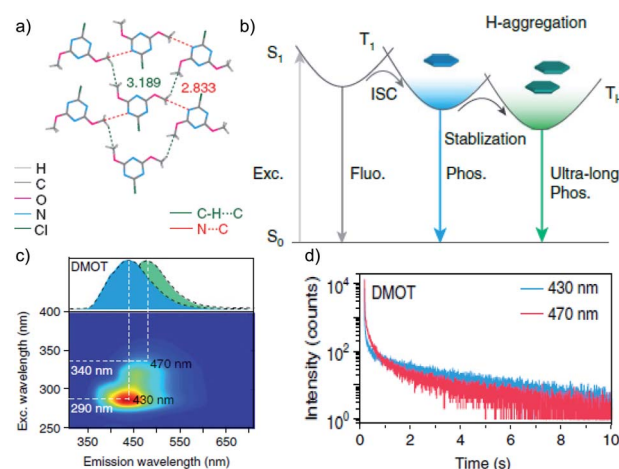 a)
3.189
2.833
H
C
O
N
Cl
C-H···C
N···C
b)
H-aggregation
S1
T1
ISC
TH
Stablization
Exc.
Fluo.
Phos.
Ultra-long
Phos.
S0
c)
DMOT
Exc. wavelength (nm)
400
350
300
250
340 nm
290 nm
470 nm
430 nm
350 450 550 650
Emission wavelength (nm)
d)
DMOT
430 nm
470 nm
Intensity (counts)
10^4
10^2
10^0
0 2 4 6 8 10
Time (s)